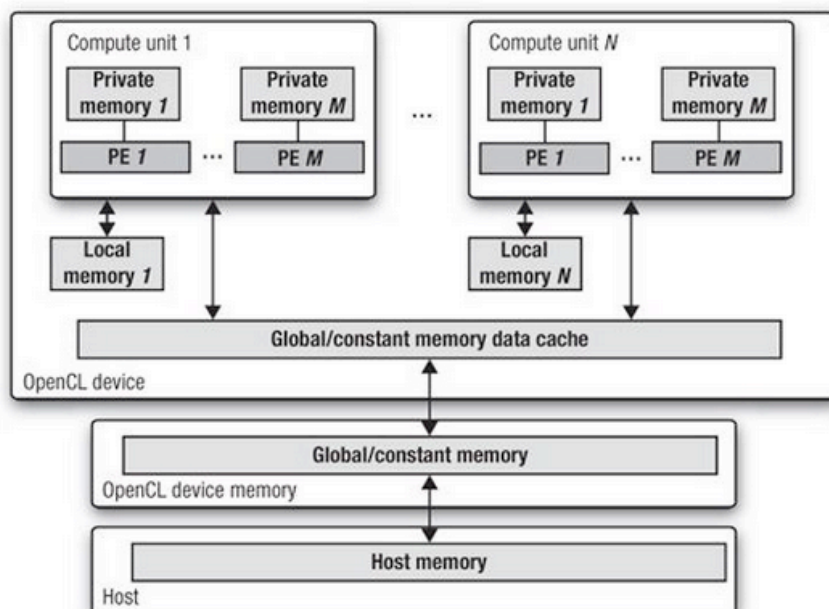 Compute unit 1
Private
memory 1
Private
memory M
PE 1
...
PE M
...
Compute unit N
Private
memory 1
Private
memory M
PE 1
...
PE M
Local
memory 1
Local
memory N
Global/constant memory data cache
OpenCL device
Global/constant memory
OpenCL device memory
Host memory
Host